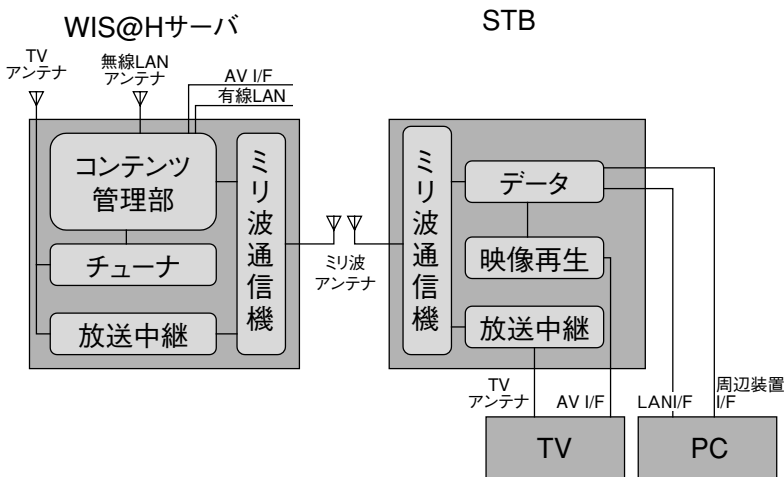 WIS@Hサーバ
STB
TV
アンテナ
無線LAN
アンテナ
AV I/F
有線LAN
コンテンツ
管理部
チューナ
放送中継
ミリ波通信機
ミリ波
アンテナ
ミリ波通信機
データ
映像再生
放送中継
TV
アンテナ
AV I/F
LANI/F
周辺装置
I/F
TV
PC